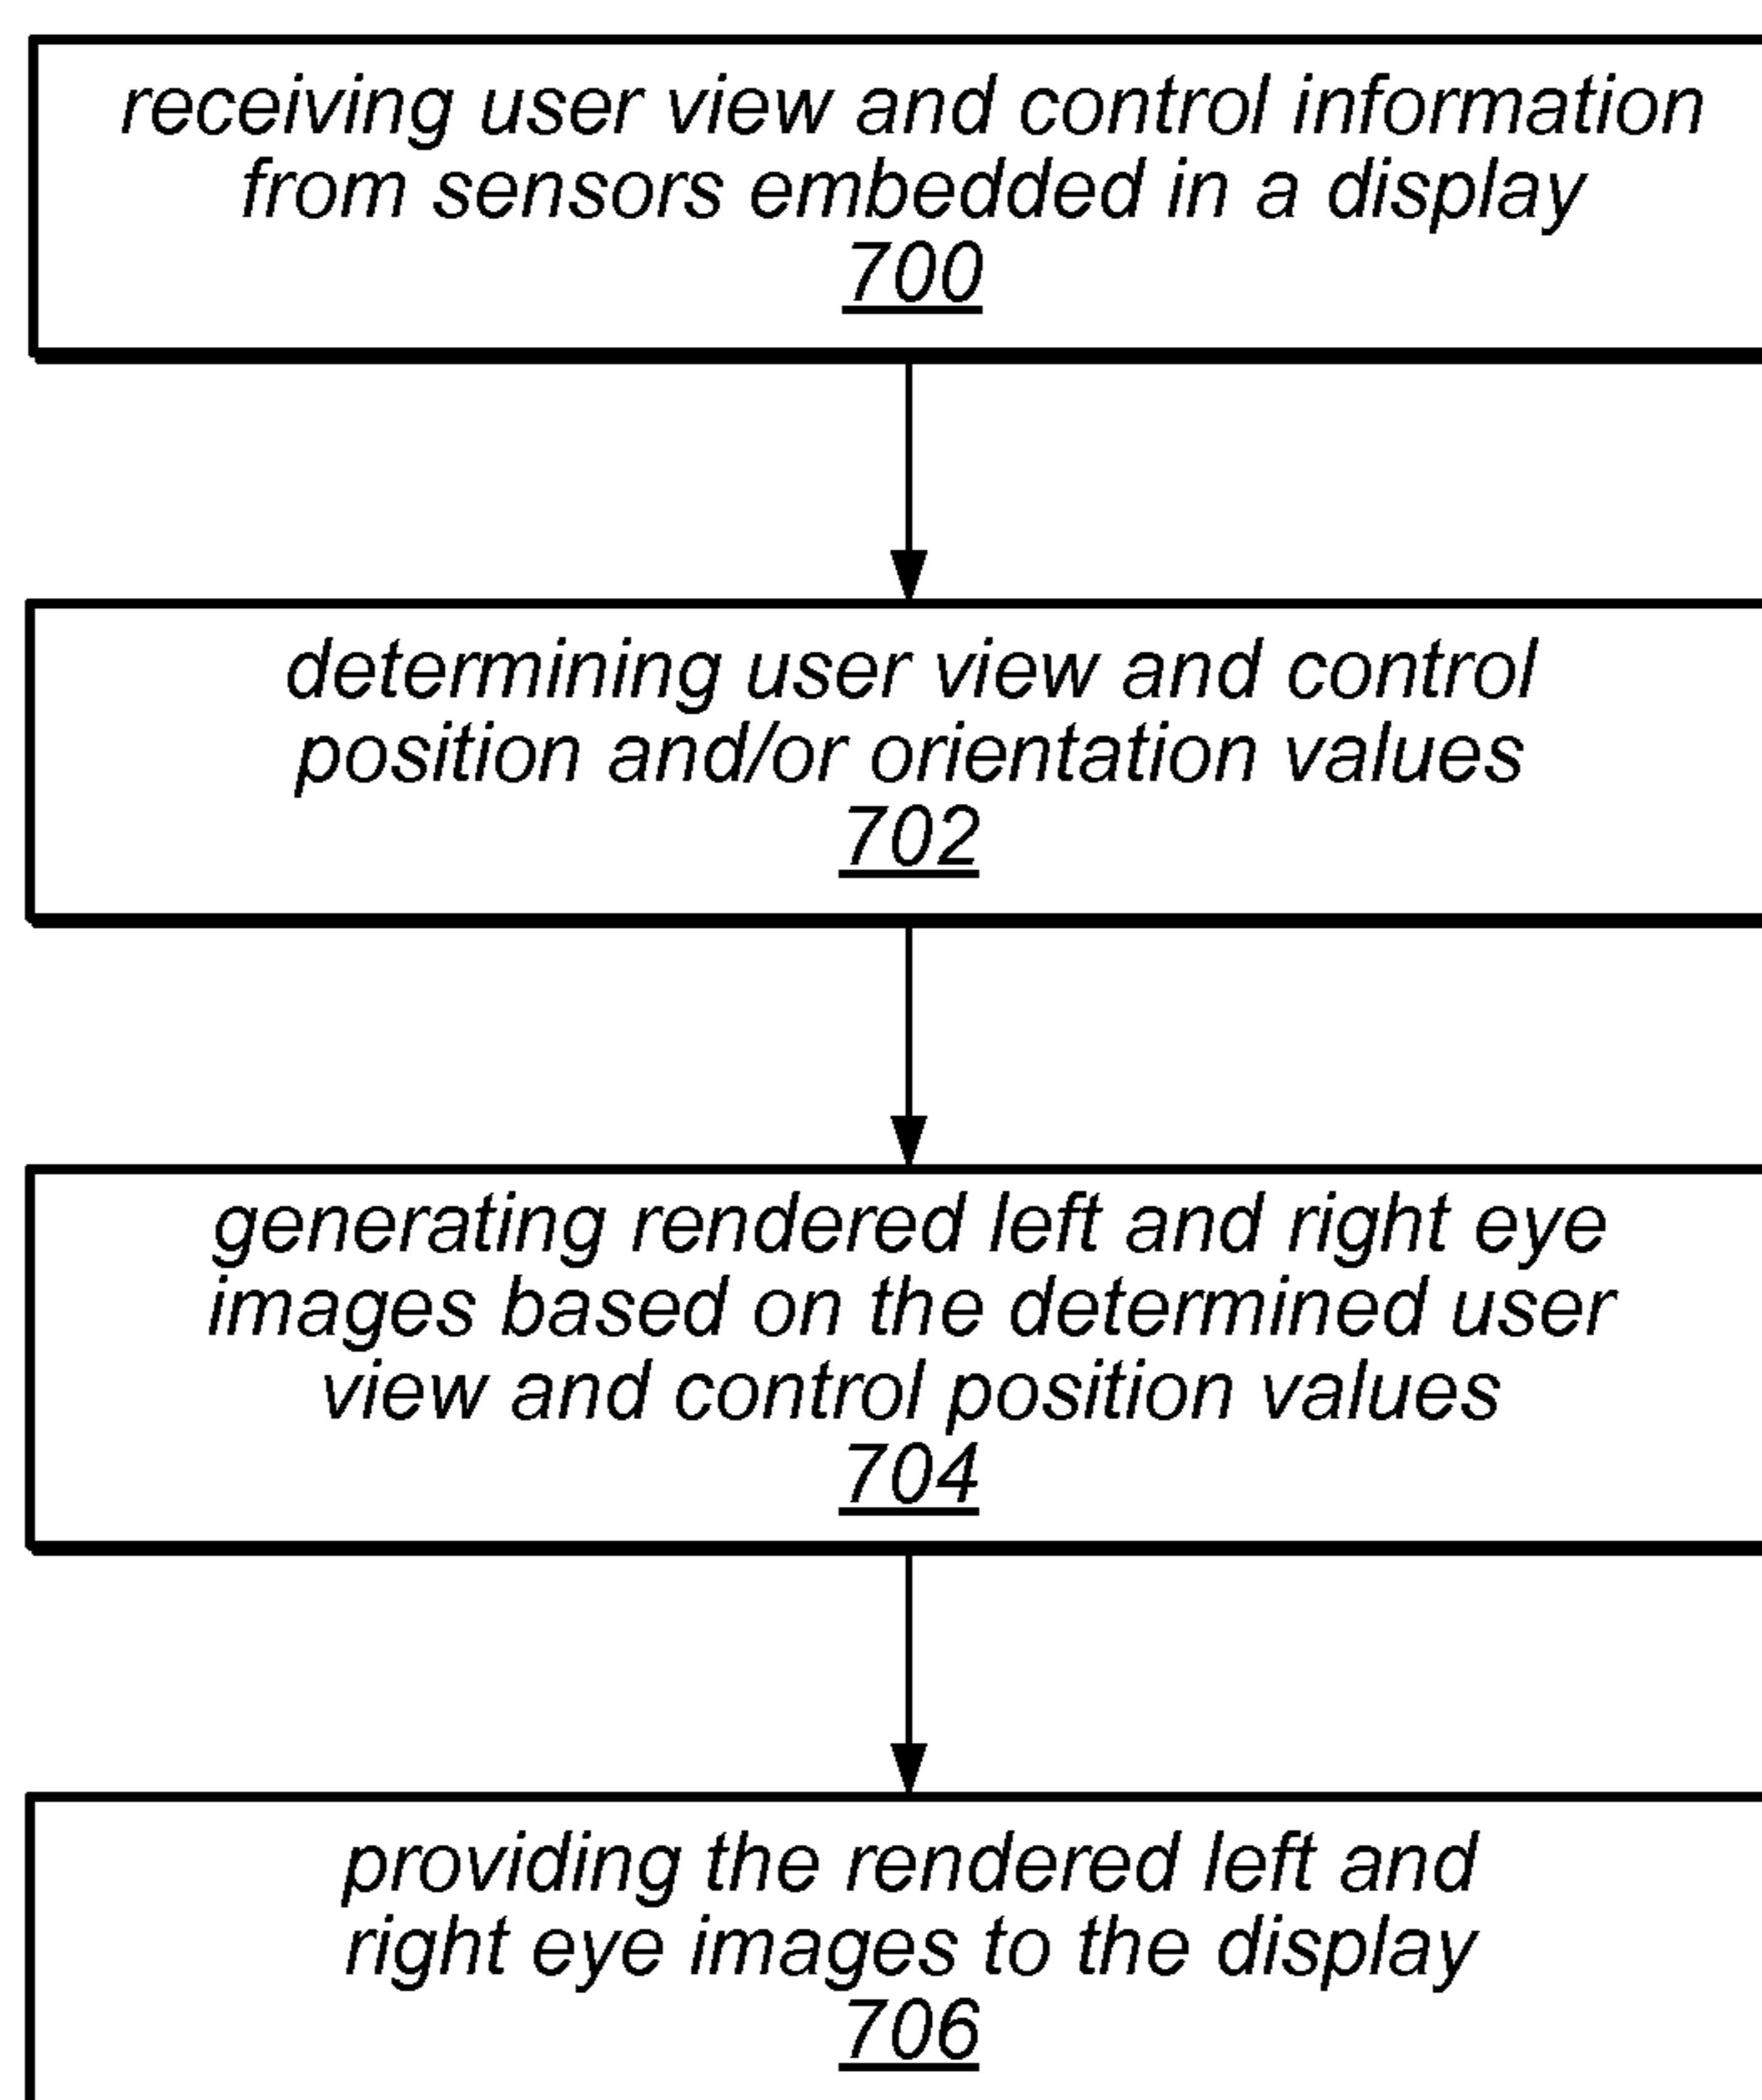 receiving user view and control information
from sensors embedded in a display
700
determining user view and control
position and/or orientation values
702
generating rendered left and right eye
images based on the determined user
view and control position values
704
providing the rendered left and
right eye images to the display
706